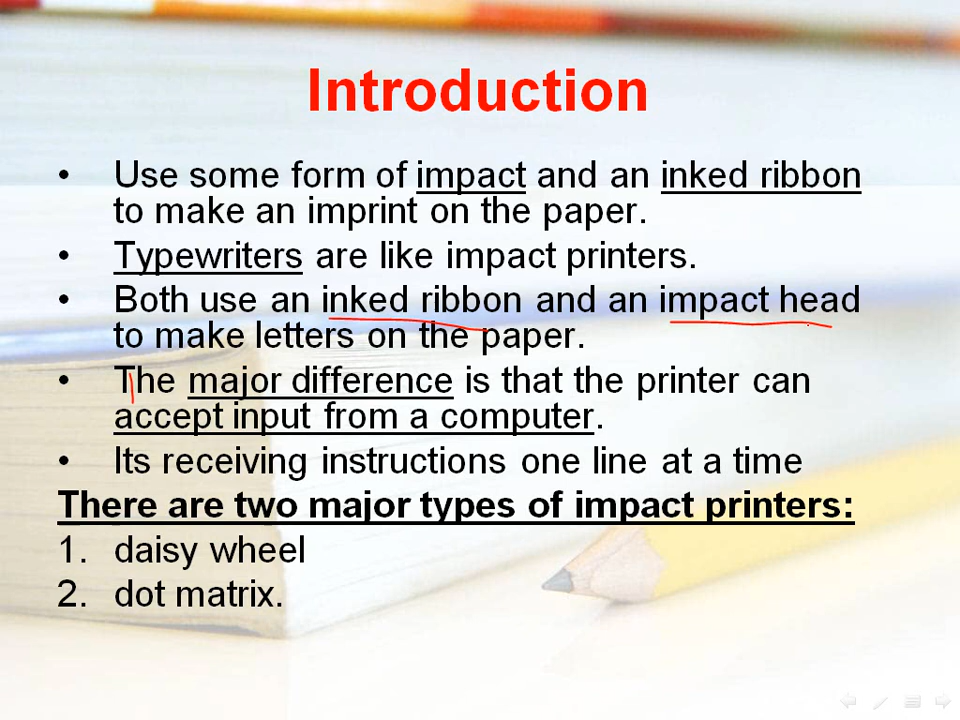 Introduction
• Use some form of impact and an inked ribbon
to make an imprint on the paper.
• Typewriters are like impact printers.
• Both use an inked ribbon and an impact head
to make letters on the paper.
• The major difference is that the printer can
accept input from a computer.
• Its receiving instructions one line at a time
There are two major types of impact printers:
1. daisy wheel
2. dot matrix.